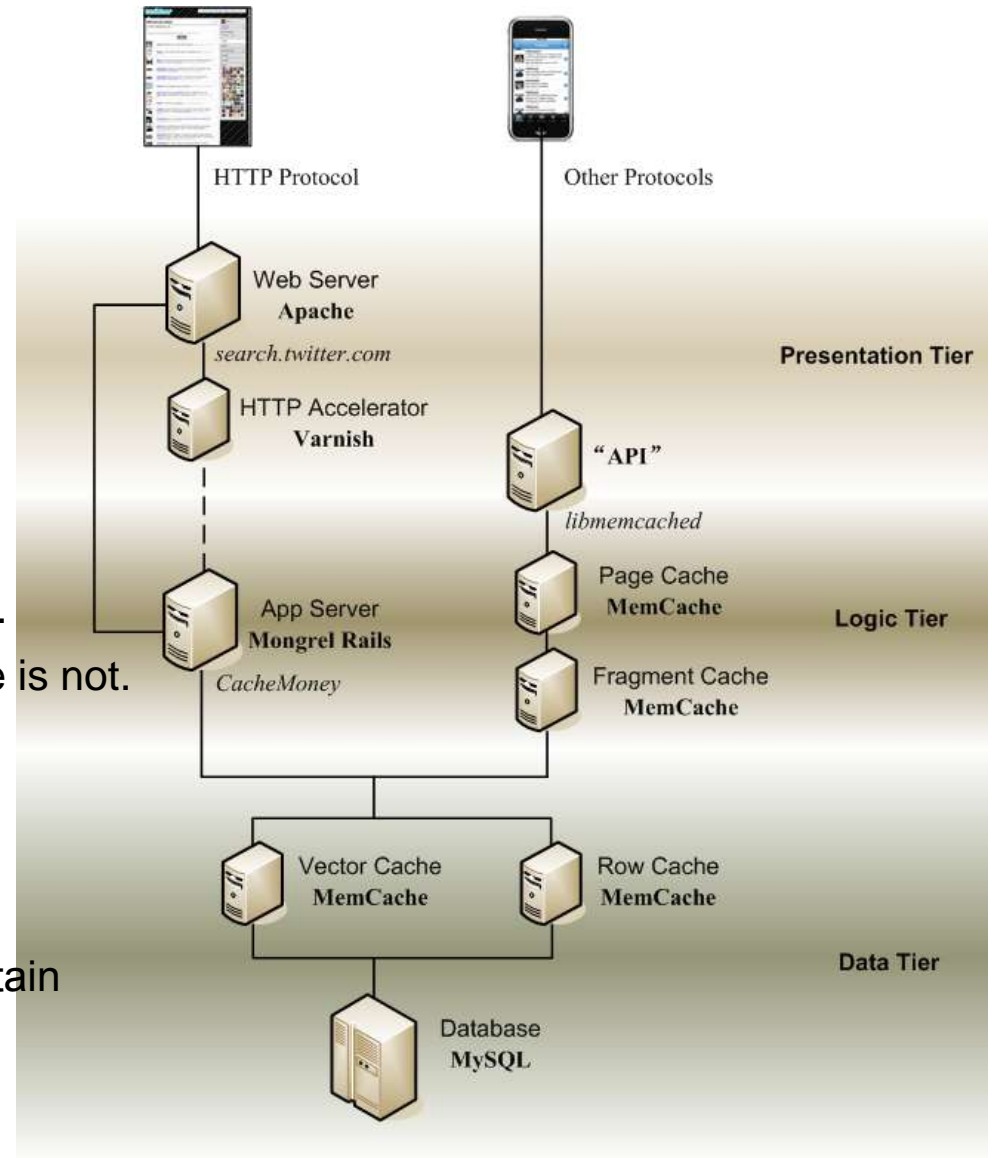 HTTP Protocol
Other Protocols
Web Server
Apache
search.twitter.com
HTTP Accelerator
Varnish
Presentation Tier
“API”
libmemcached
App Server
Mongrel Rails
CacheMoney
Page Cache
MemCache
Logic Tier
Fragment Cache
MemCache
.
e is not.
Vector Cache
MemCache
Row Cache
MemCache
Data Tier
tain
Database
MySQL